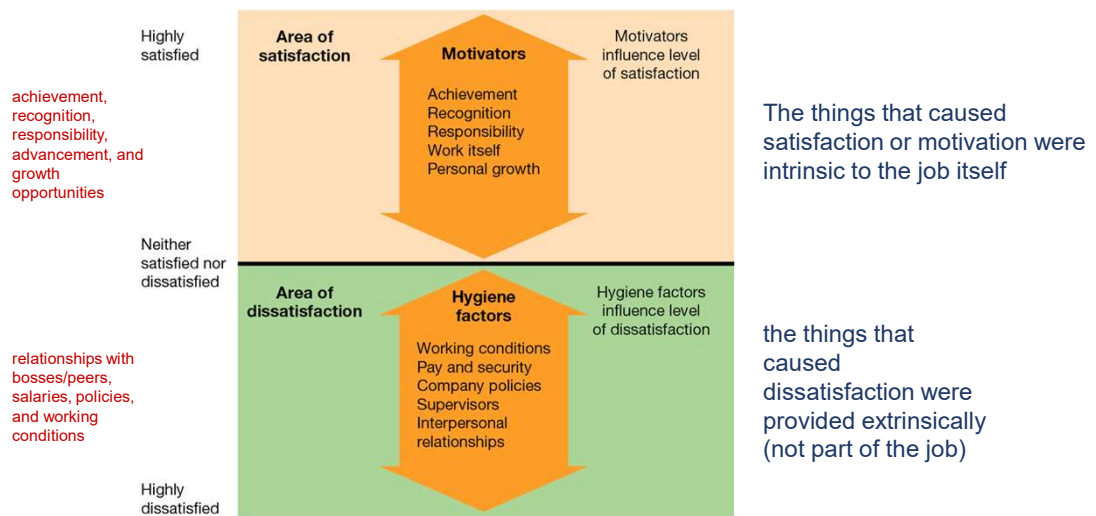 Highly
satisfied
Area of
satisfaction
Motivators
Achievement
Recognition
Responsibility
Work itself
Personal growth
Motivators
influence level
of satisfaction
achievement,
recognition,
responsibility,
advancement, and
growth
opportunities
The things that caused
satisfaction or motivation were
intrinsic to the job itself
Neither
satisfied nor
dissatisfied
Area of
dissatisfaction
Hygiene
factors
Working conditions
Pay and security
Company policies
Supervisors
Interpersonal
relationships
Hygiene factors
influence level
of dissatisfaction
relationships with
bosses/peers,
salaries, policies,
and working
conditions
the things that
caused
dissatisfaction were
provided extrinsically
(not part of the job)
Highly
dissatisfied